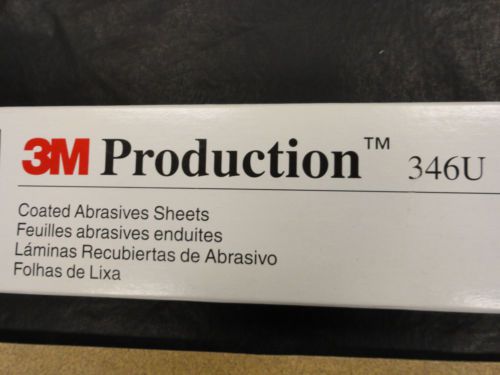 3M Production™ 346U
Coated Abrasives Sheets
Feuilles abrasives enduites
Láminas Recubiertas de Abrasivo
Folhas de Lixa